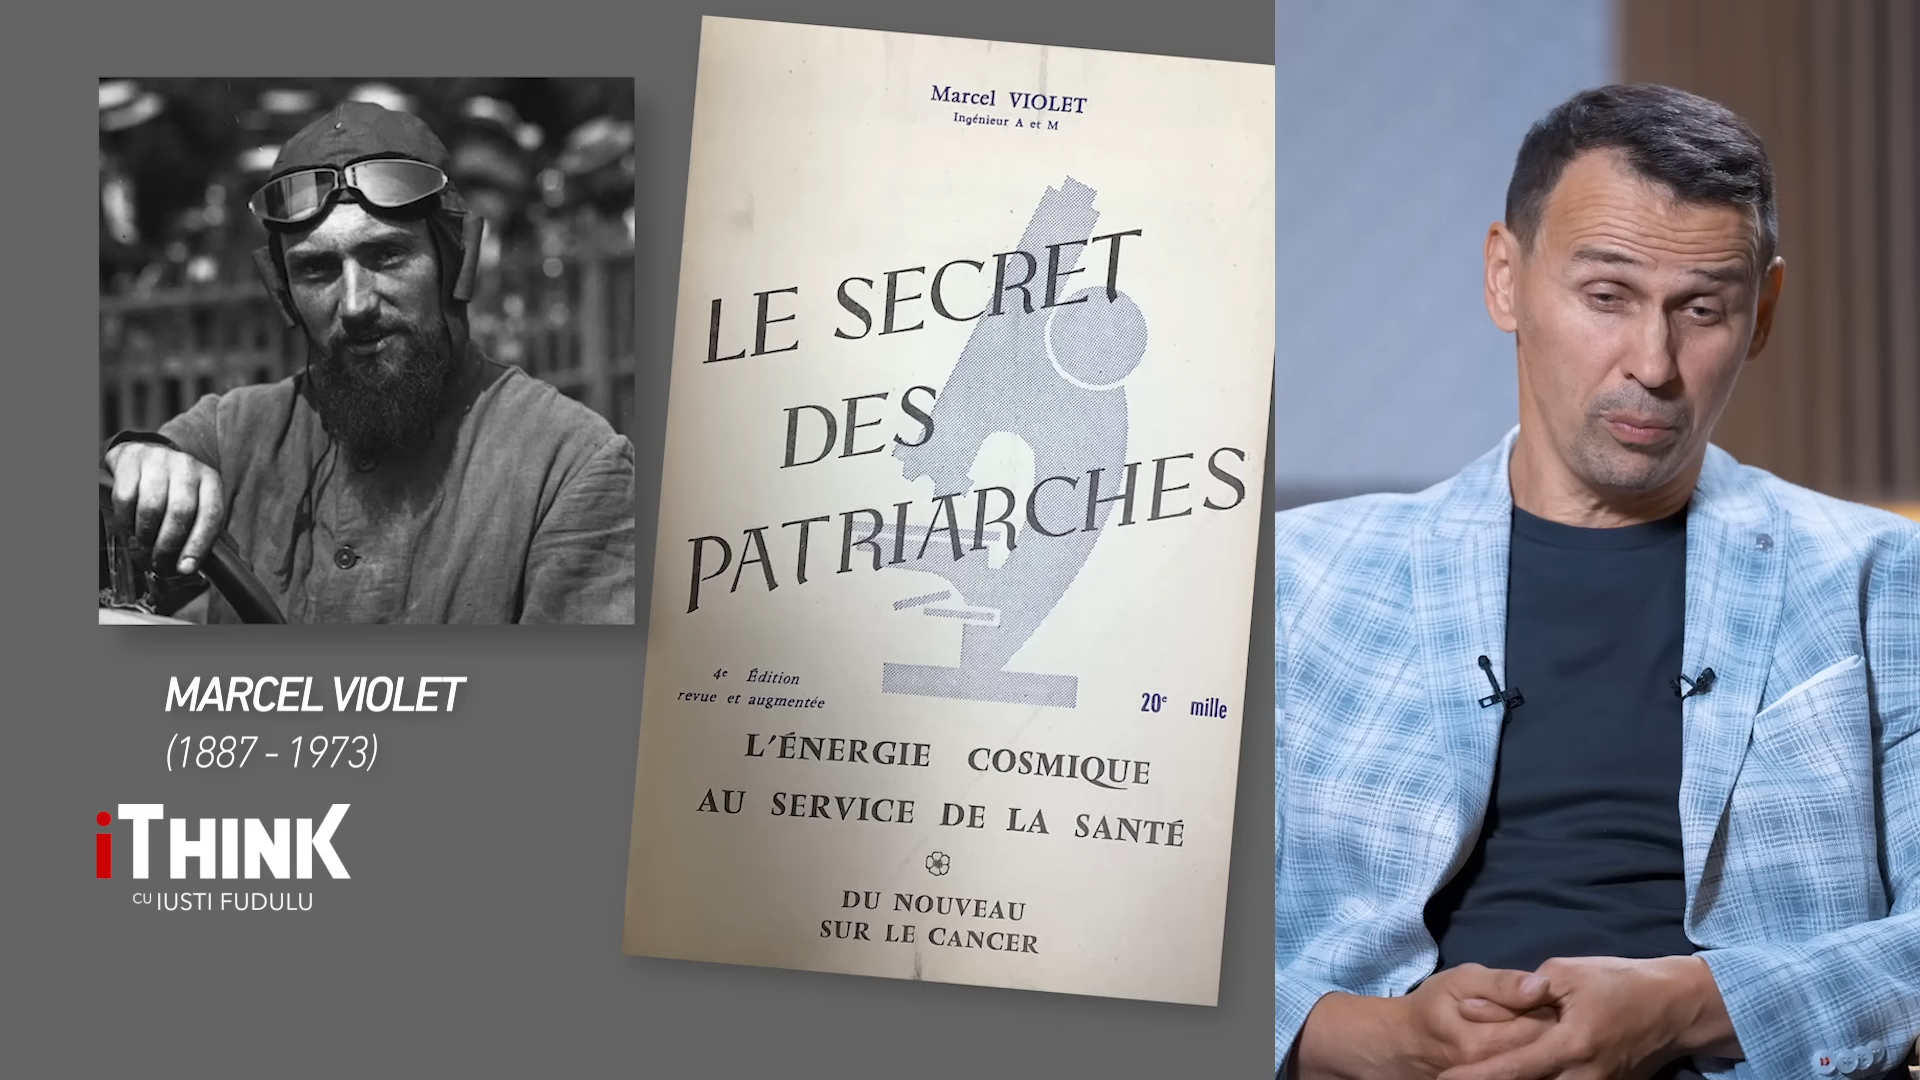 MARCEL VIOLET
(1887 - 1973)
iTHINK
CU IUSTI FUDULU
Marcel VIOLET
Ingénieur A et M
LE SECRET
DES
PATRIARCHES
4e Édition
revue et augmentée
20e mille
L'ÉNERGIE COSMIQUE
AU SERVICE DE LA SANTÉ
DU NOUVEAU
SUR LE CANCER